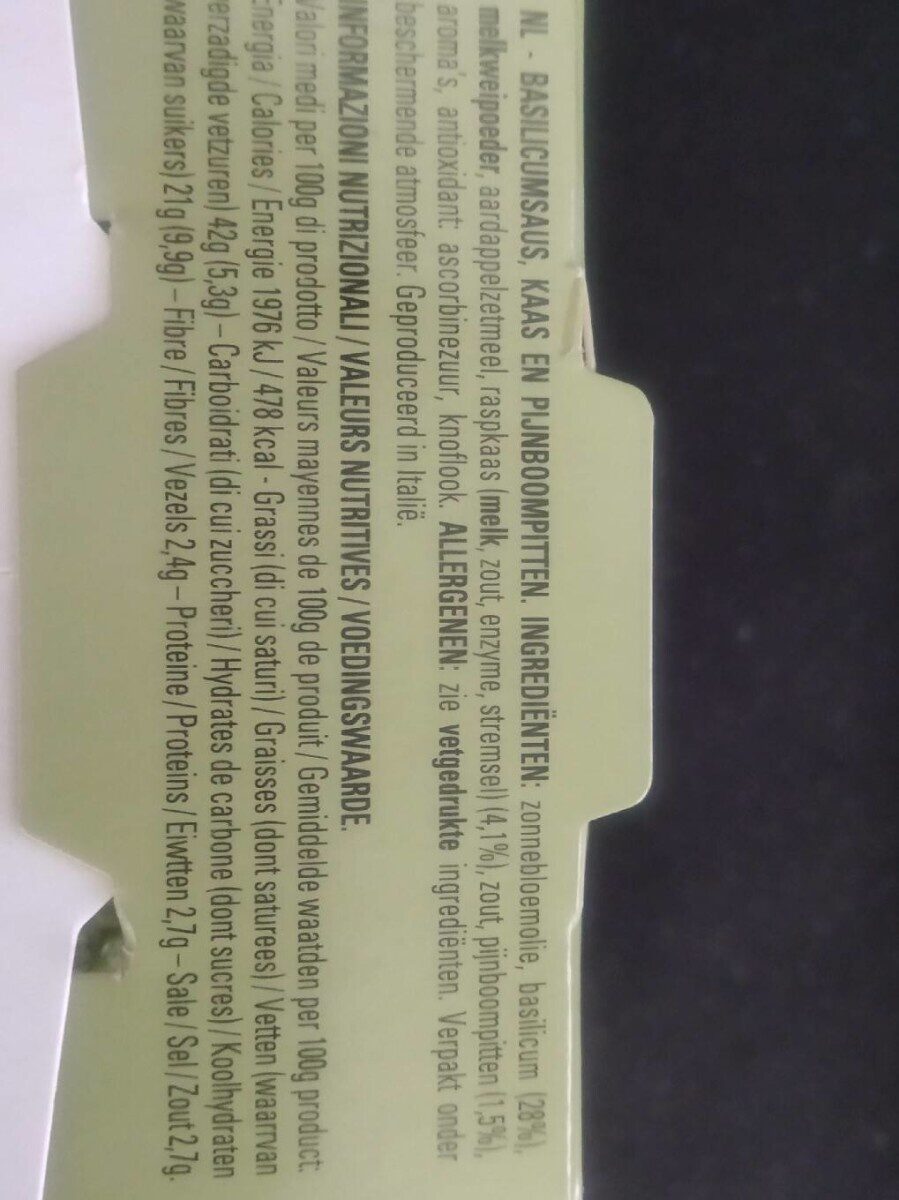 NL - BASILICUMSAUS, KAAS EN PIJNBOOMPITTEN. INGREDIËNTEN: zonnebloemolie, basilicum (28%),
melkweipoeder, aardappelzetmeel, raspkaas (melk, zout, enzyme, stremsel) (4,1%), zout, pijnboompitten (1,5%),
aroma's, antioxidant: ascorbinezuur, knoflook. ALLERGENEN: zie vetgedrukte ingrediënten. Verpakt onder
beschermende atmosfeer. Geproduceerd in Italië.
INFORMAZIONI NUTRIZIONALI / VALEURS NUTRITIVES / VOEDINGSWAARDE.
Valori medi per 100g di prodotto / Valeurs mayennes de 100g de produit / Gemiddelde waatden per 100g product.
Energia / Calories / Energie 1976 kJ / 478 kcal - Grassi (di cui saturi) / Graisses (dont saturees) / Vetten (waarrvan
verzadigde vetzuren) 42g (5,3g) – Carboidrati (di cui zuccheri) / Hydrates de carbone (dont sucres) / Koolhydraten
waarvan suikers) 21g (9,9g) – Fibre / Fibres / Vezels 2,4g – Proteine / Proteins / Eiwtten 2,7g – Sale / Sel / Zout 2,7g.